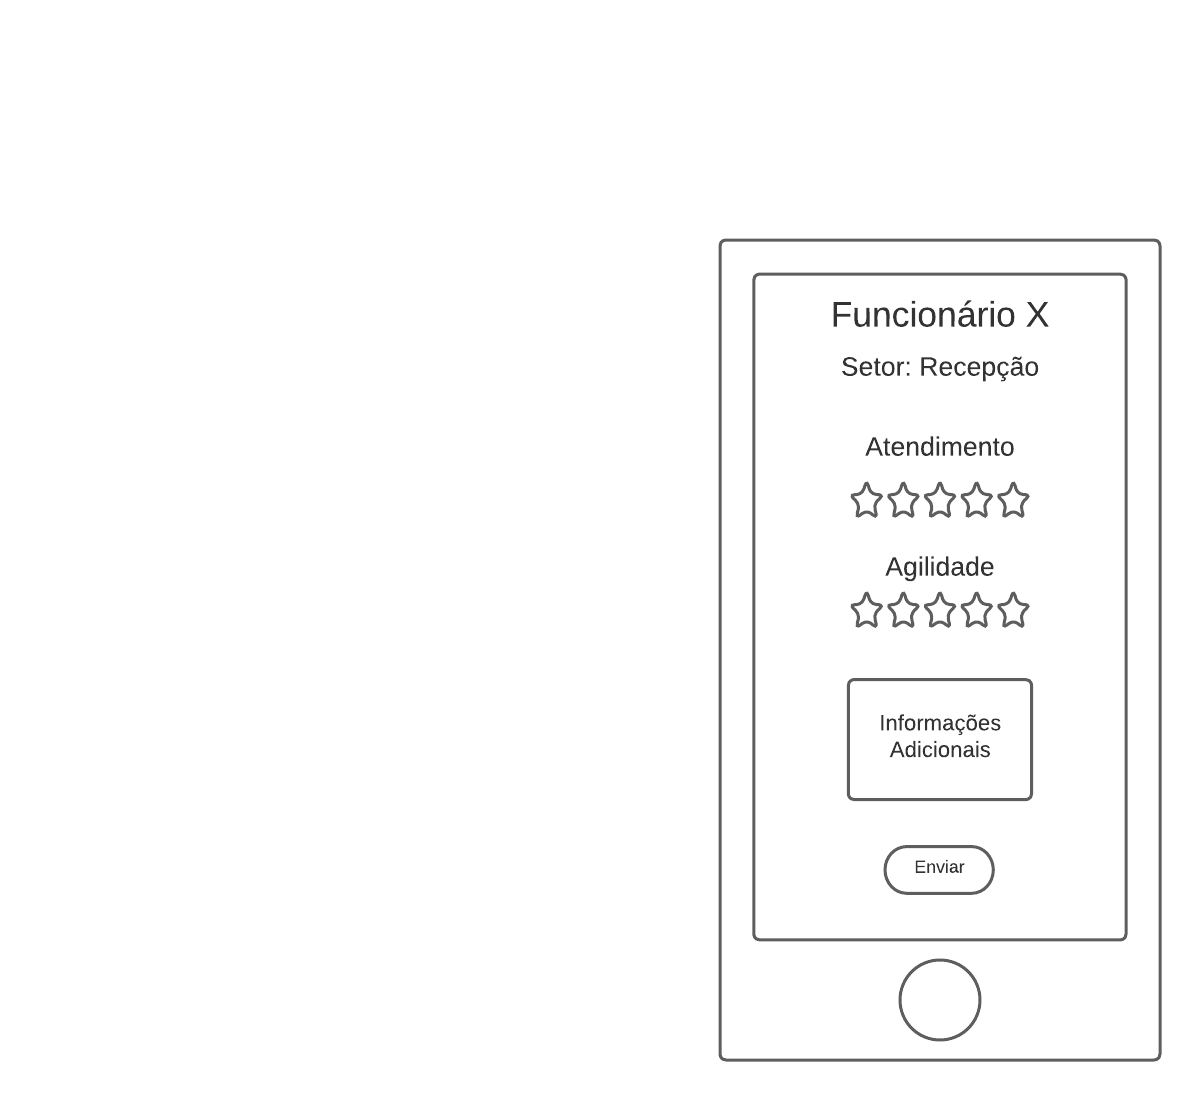 Funcionário X
Setor: Recepção
Atendimento
Agilidade
Informações
Adicionais
Enviar